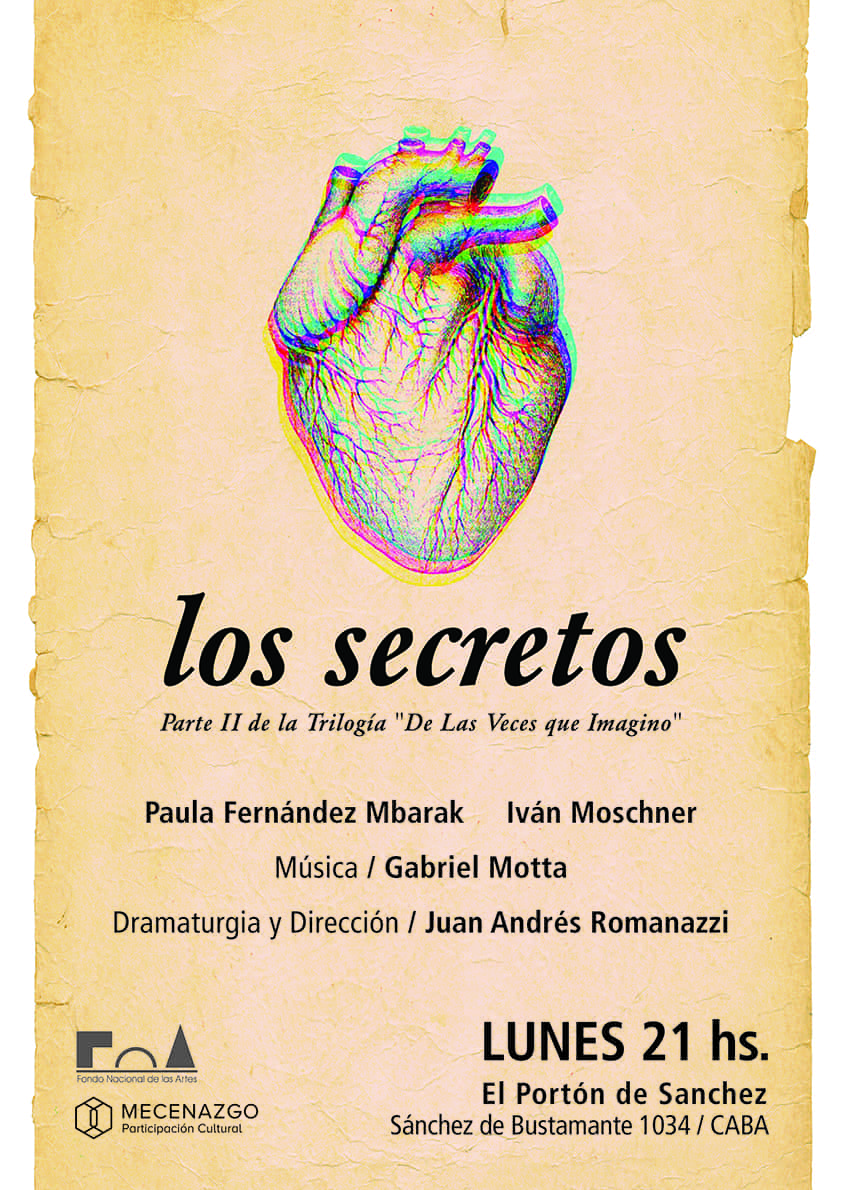 los secretos
Parte II de la Trilogía "De Las Veces que Imagino"
Paula Fernández Mbarak Iván Moschner
Música / Gabriel Motta
Dramaturgia y Dirección / Juan Andrés Romanazzi
Fondo Nacional de las Artes
MECENAZGO
Participación Cultural
LUNES 21 hs.
El Portón de Sanchez
Sánchez de Bustamante 1034 / CABA